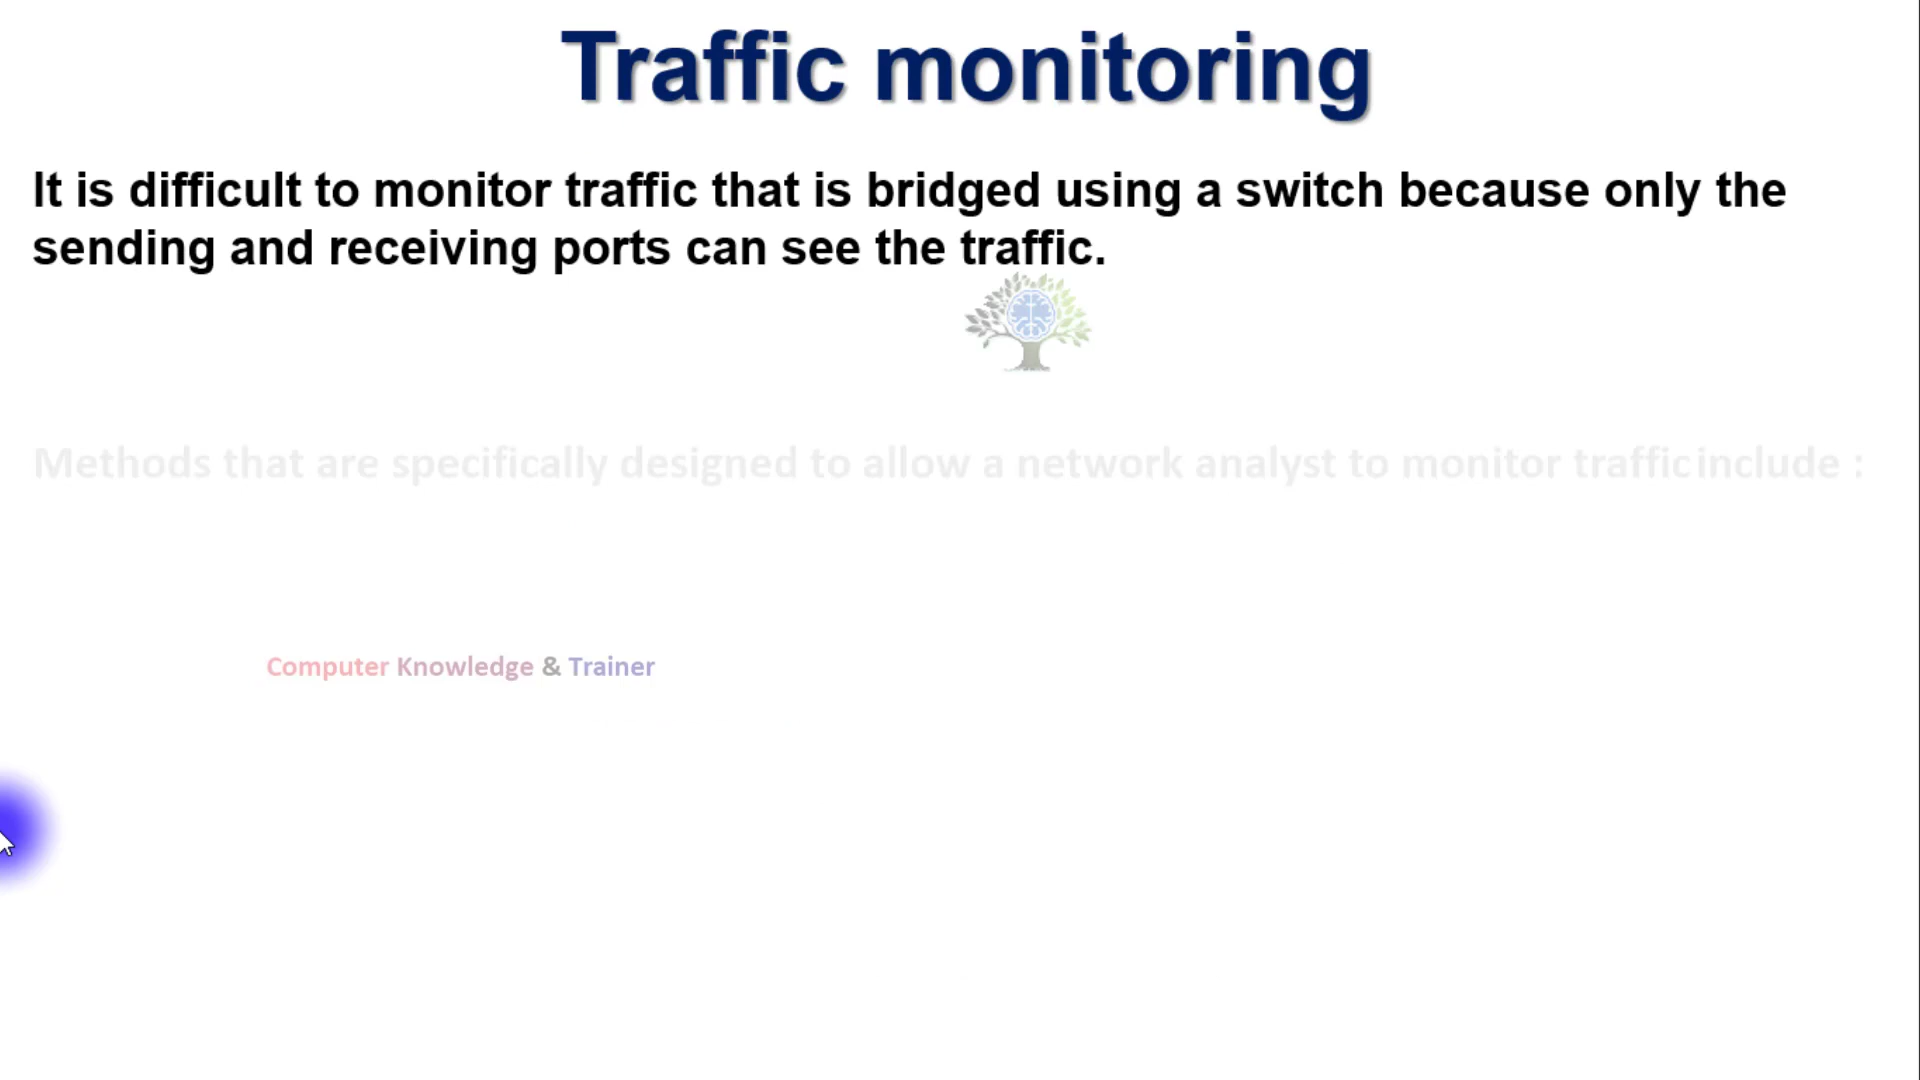 Traffic monitoring
It is difficult to monitor traffic that is bridged using a switch because only the
sending and receiving ports can see the traffic.
Methods that are specifically designed to allow a network analyst to monitor traffic include :
Computer Knowledge & Trainer